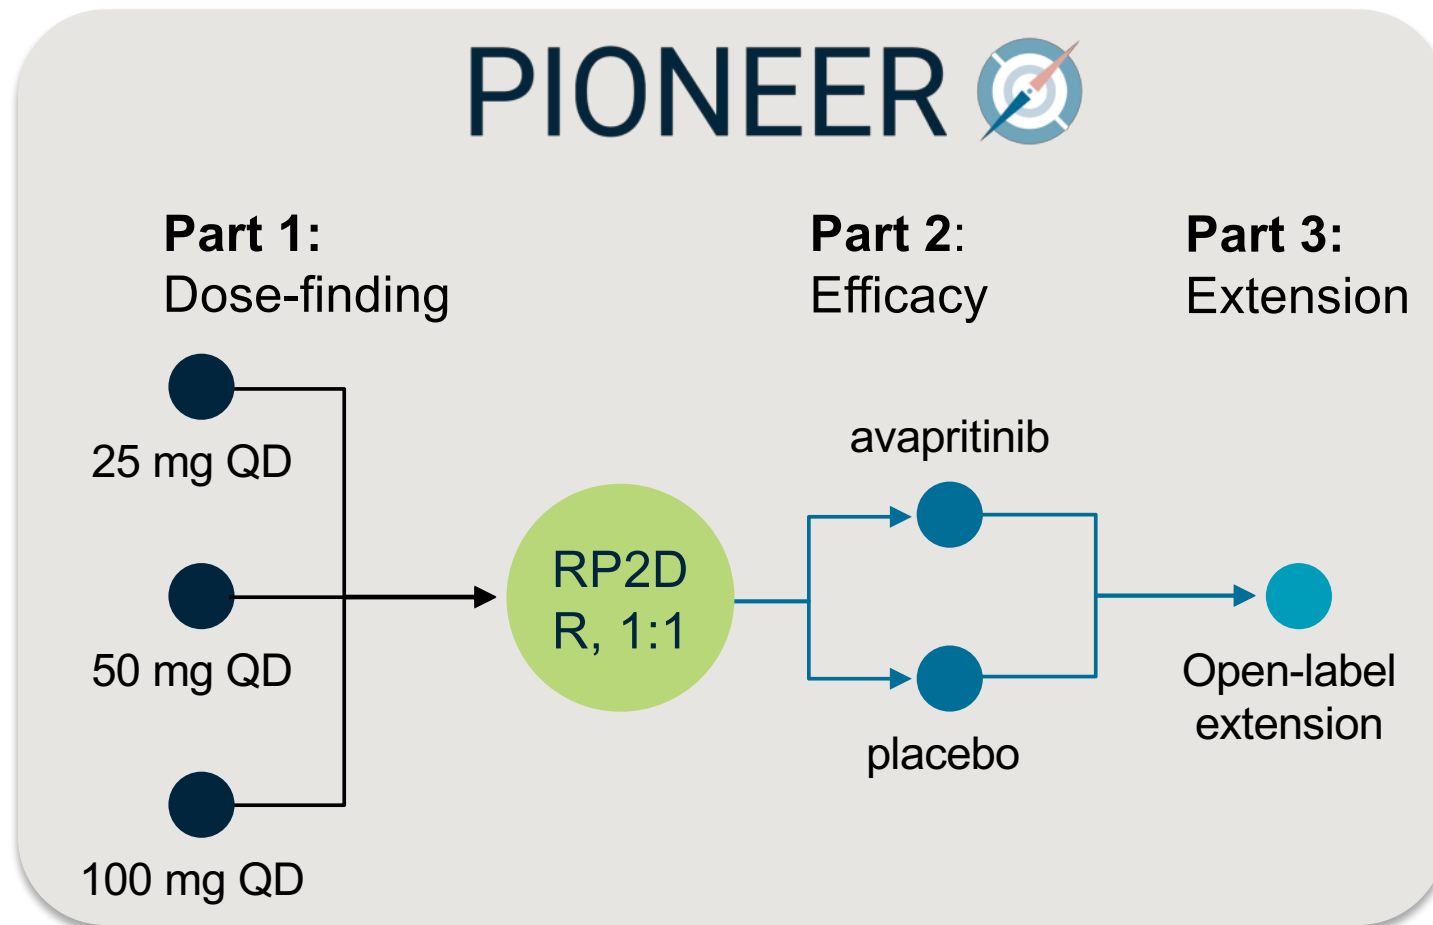 PIONEER
Part 1:
Dose-finding
25 mg QD
50 mg QD
100 mg QD
RP2D
R, 1:1
Part 2:
Efficacy
avapritinib
placebo
Part 3:
Extension
Open-label
extension